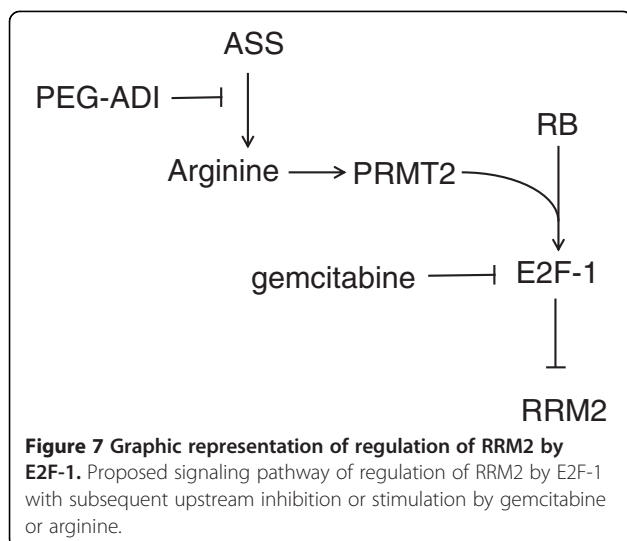 ASS
PEG-ADI
RB
Arginine
PRMT2
gemcitabine
E2F-1
RRM2
Figure 7 Graphic representation of regulation of RRM2 by
E2F-1. Proposed signaling pathway of regulation of RRM2 by E2F-1
with subsequent upstream inhibition or stimulation by gemcitabine
or arginine.